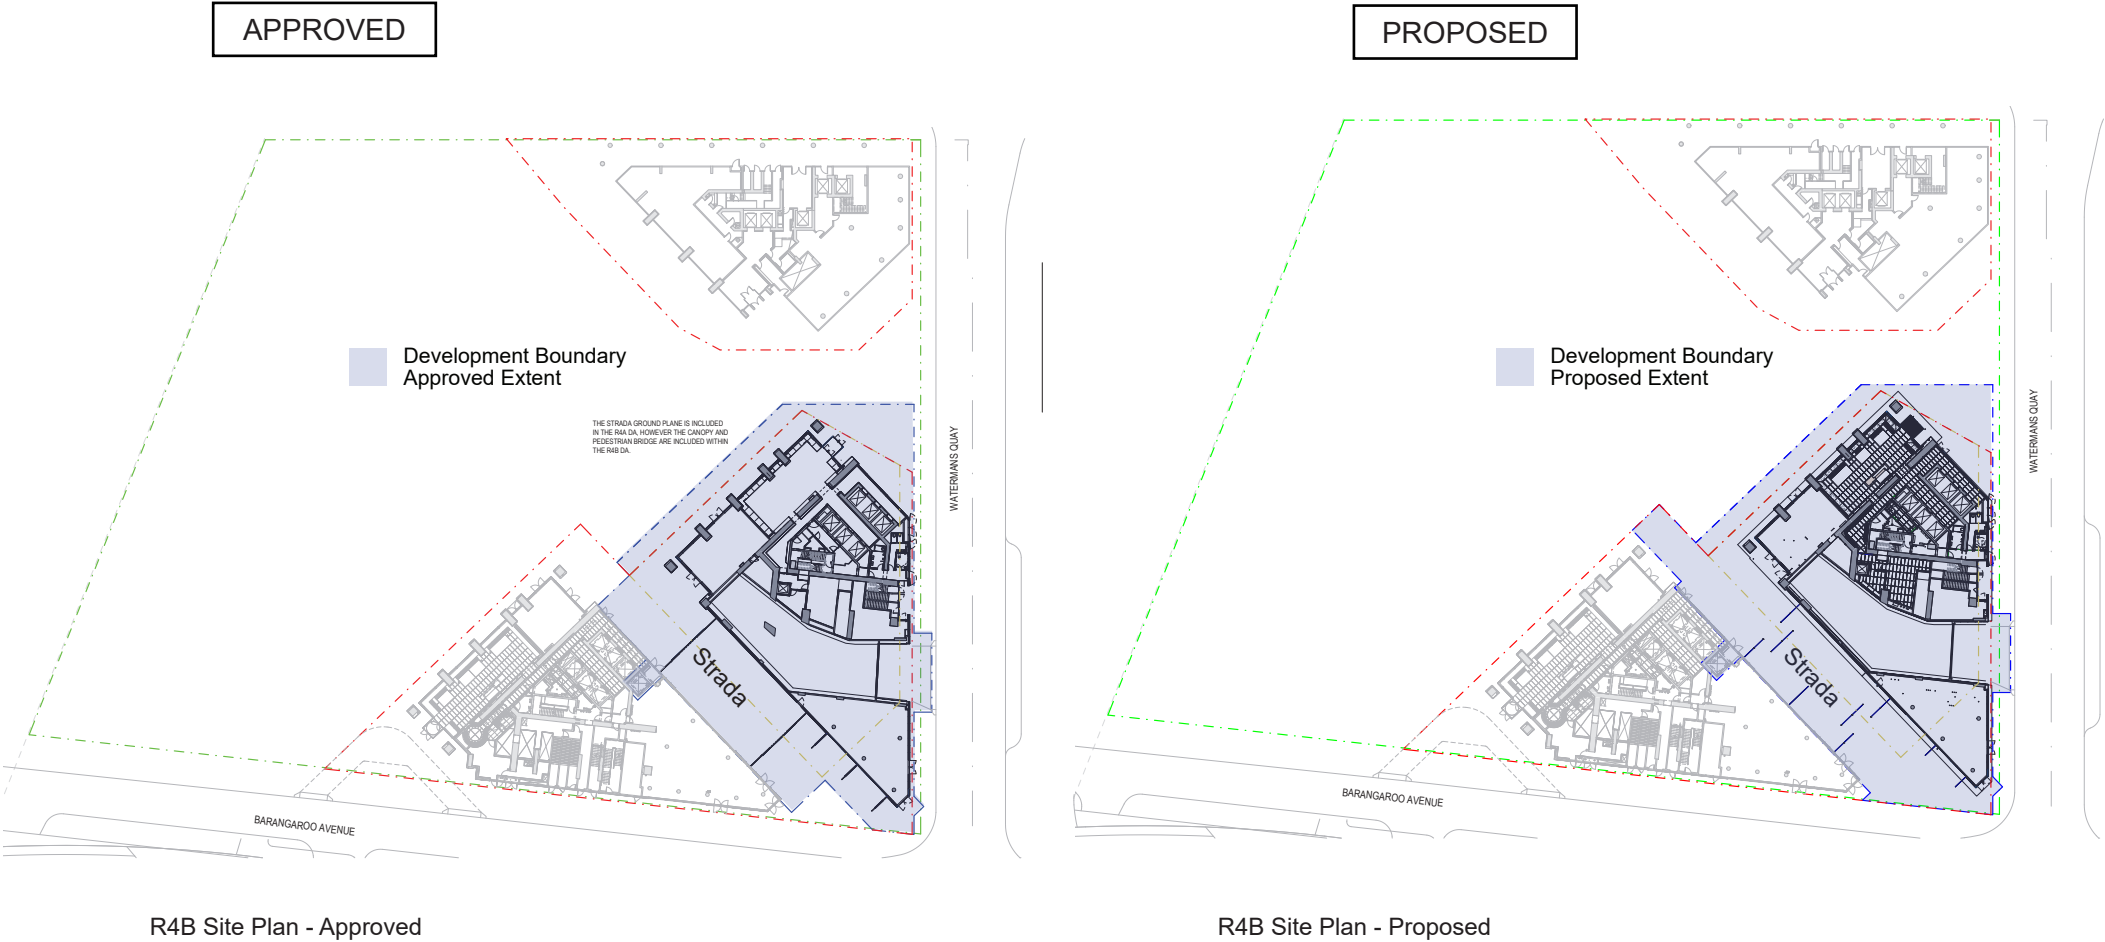 APPROVED
PROPOSED
Development Boundary
Approved Extent
THE STRADA GROUND PLANE IS INCLUDED
IN THE R4A DA, HOWEVER THE CANOPY AND
PEDESTRIAN BRIDGE ARE INCLUDED WITHIN
THE R4B DA.
WATERMANS QUAY
Strada
BARANGAROO AVENUE
R4B Site Plan - Approved
Development Boundary
Proposed Extent
WATERMANS QUAY
Strada
BARANGAROO AVENUE
R4B Site Plan - Proposed